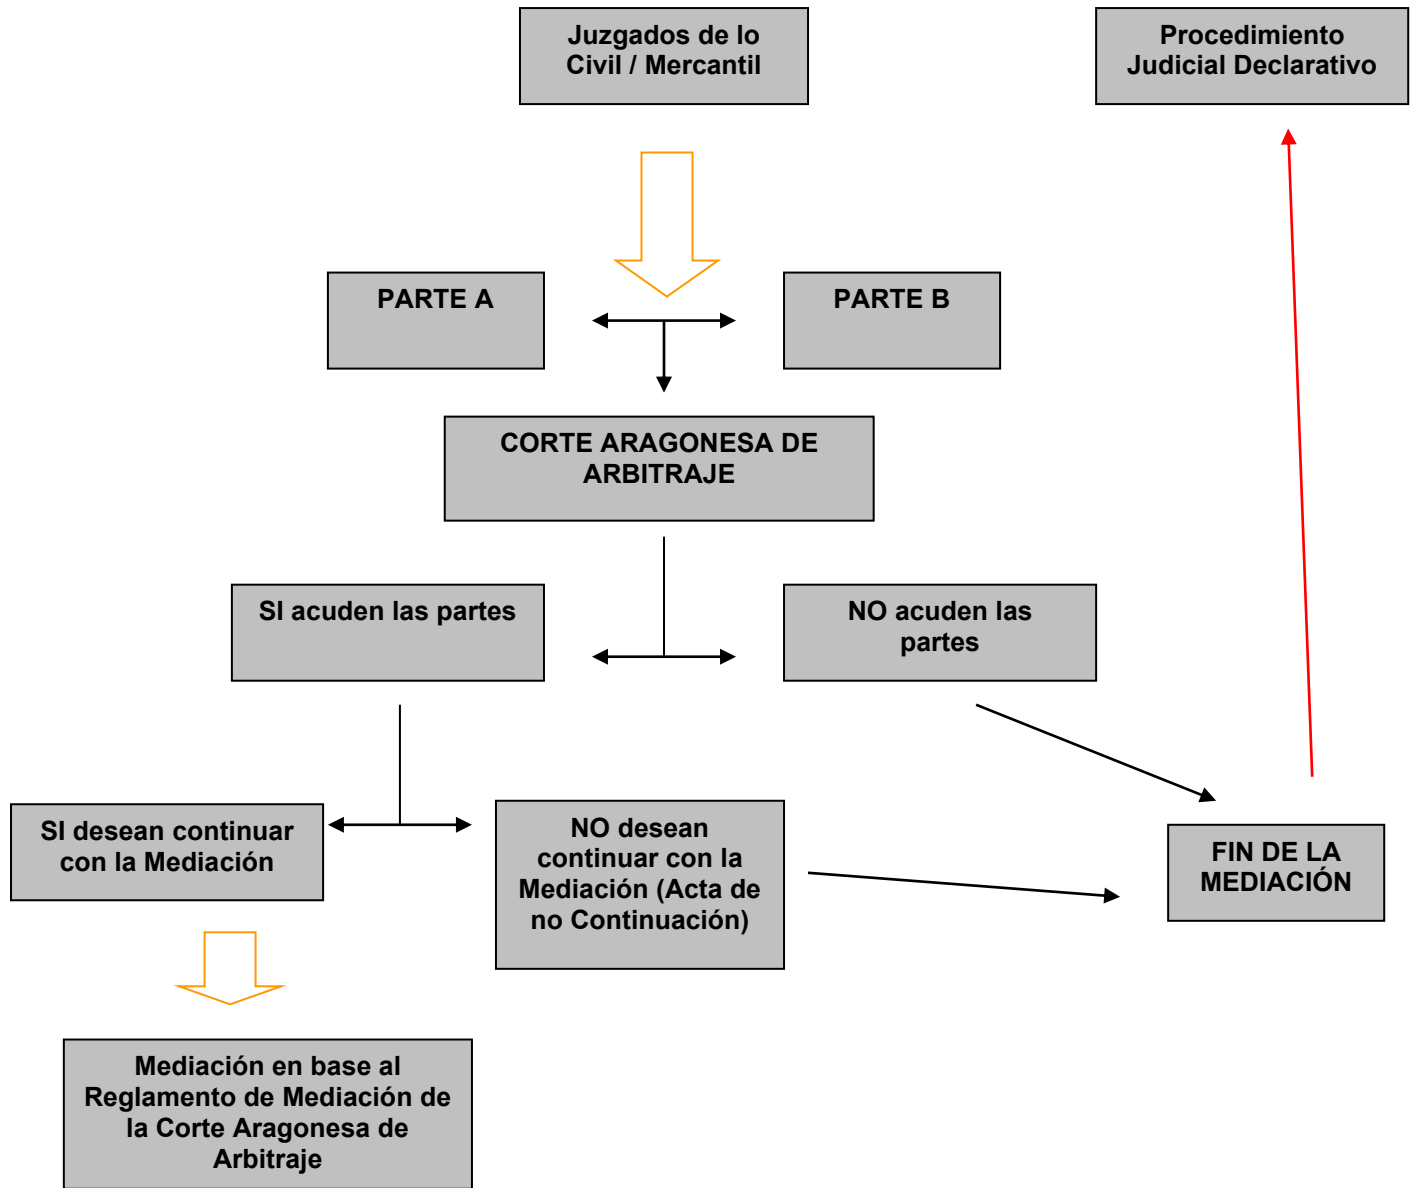 Juzgados de lo
Civil / Mercantil
Procedimiento
Judicial Declarativo
PARTE A
PARTE B
CORTE ARAGONESA DE
ARBITRAJE
SI acuden las partes
NO acuden las
partes
SI desean continuar
con la Mediación
NO desean
continuar con la
Mediación (Acta de
no Continuación)
FIN DE LA
MEDIACIÓN
Mediación en base al
Reglamento de Mediación de
la Corte Aragonesa de
Arbitraje